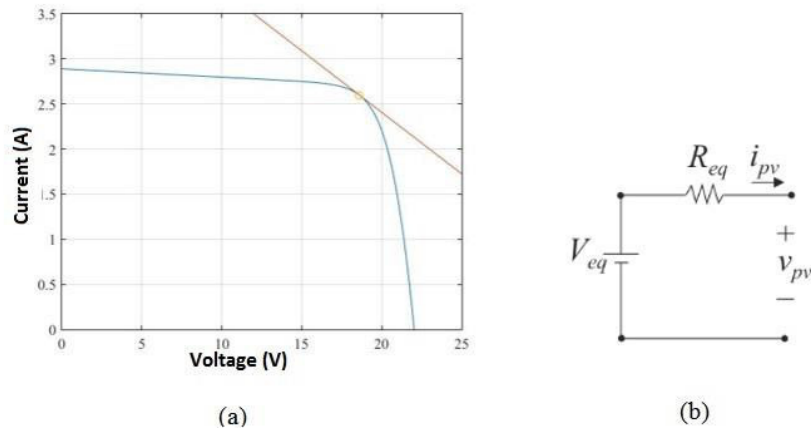 3.5
3
2.5
2
1.5
1
0.5
0
Current (A)
0 5 10 15 20 25
Voltage (V)
(a)
R_eq i_pv
V_eq
+
v_pv
−
(b)